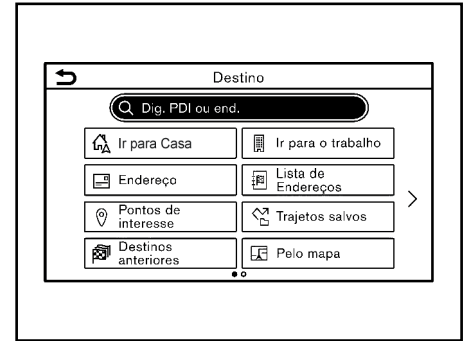 Destino
Dig. PDI ou end.
Ir para Casa
Ir para o trabalho
Endereço
Lista de
Endereços
Pontos de
interesse
Trajetos salvos
Destinos
anteriores
Pelo mapa